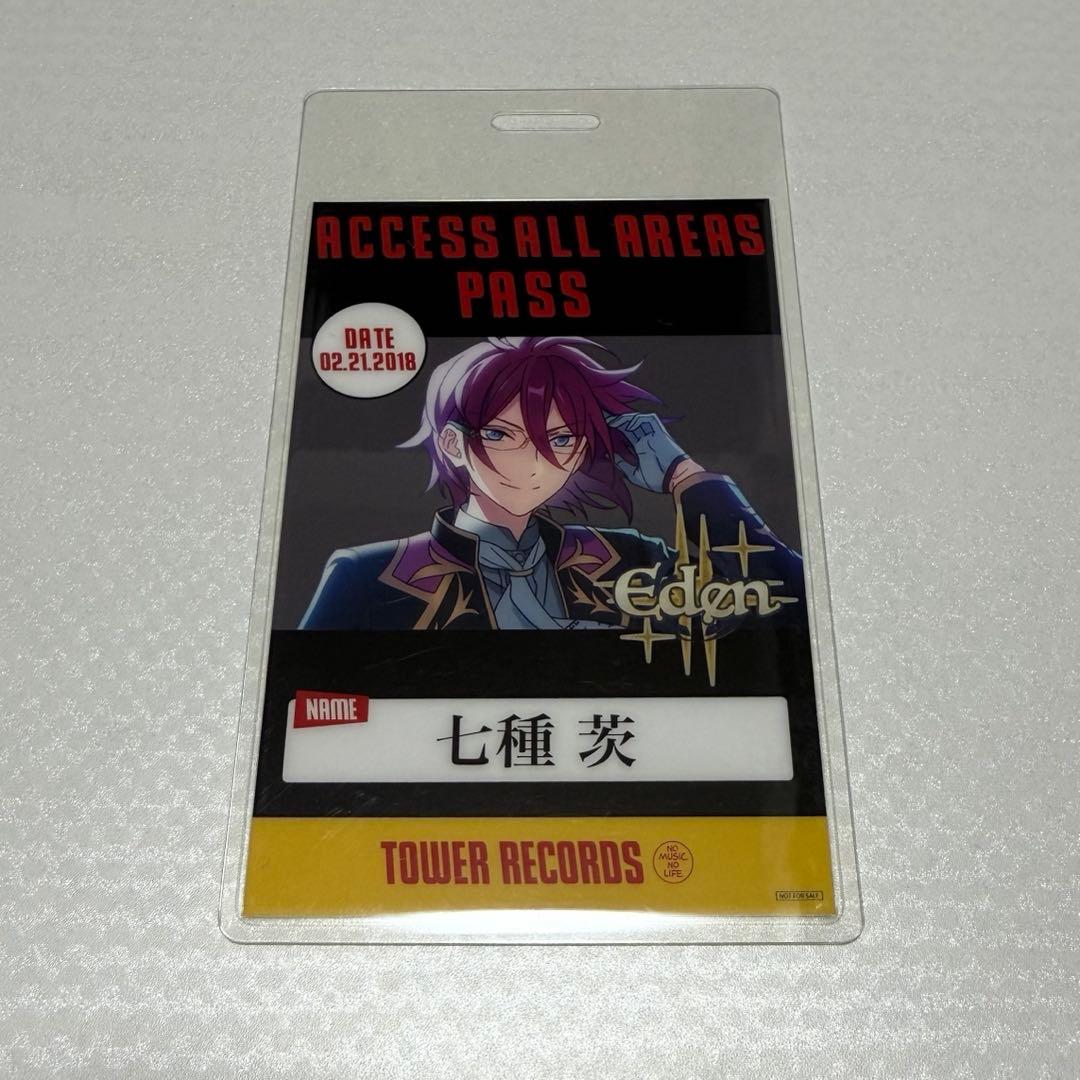 ACCESS ALL AREAS
PASS
DATE
02.21.2018
Eden
NAME
七種 茨
TOWER RECORDS
NO
MUSIC.
NO
LIFE.
NOT FOR SALE